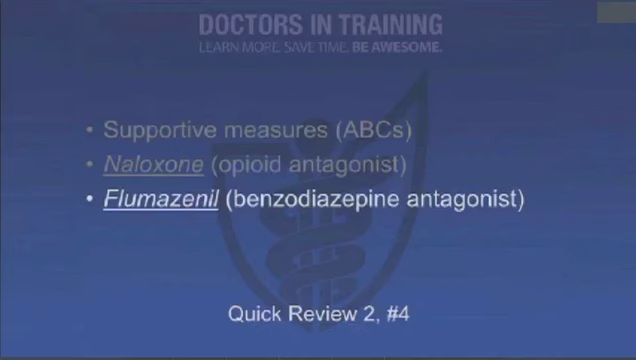 DOCTORS IN TRAINING
LEARN MORE. SAVE TIME. BE AWESOME.
• Supportive measures (ABCs)
• Naloxone (opioid antagonist)
• Flumazenil (benzodiazepine antagonist)
Quick Review 2, #4